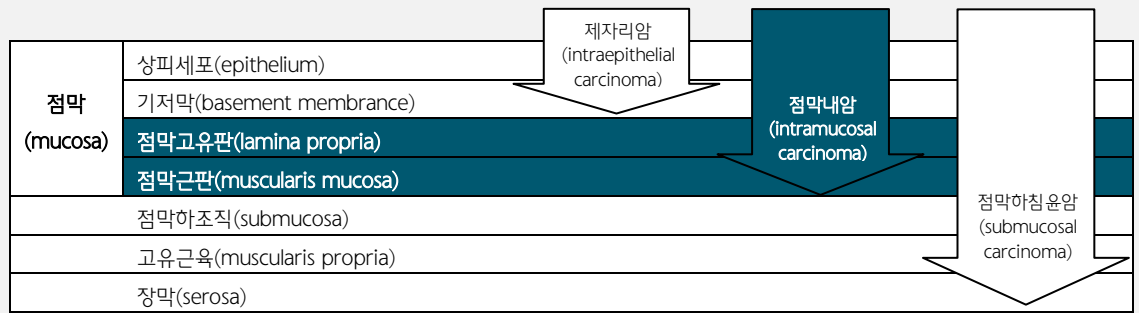 제자리암
(intraepithelial
carcinoma)
점막내암
(intramucosal
carcinoma)
점막하침윤암
(submucosal
carcinoma)
점막
(mucosa)
상피세포(epithelium)
기저막(basement membrance)
점막고유판(lamina propria)
점막근판(muscularis mucosa)
점막하조직(submucosa)
고유근육(muscularis propria)
장막(serosa)